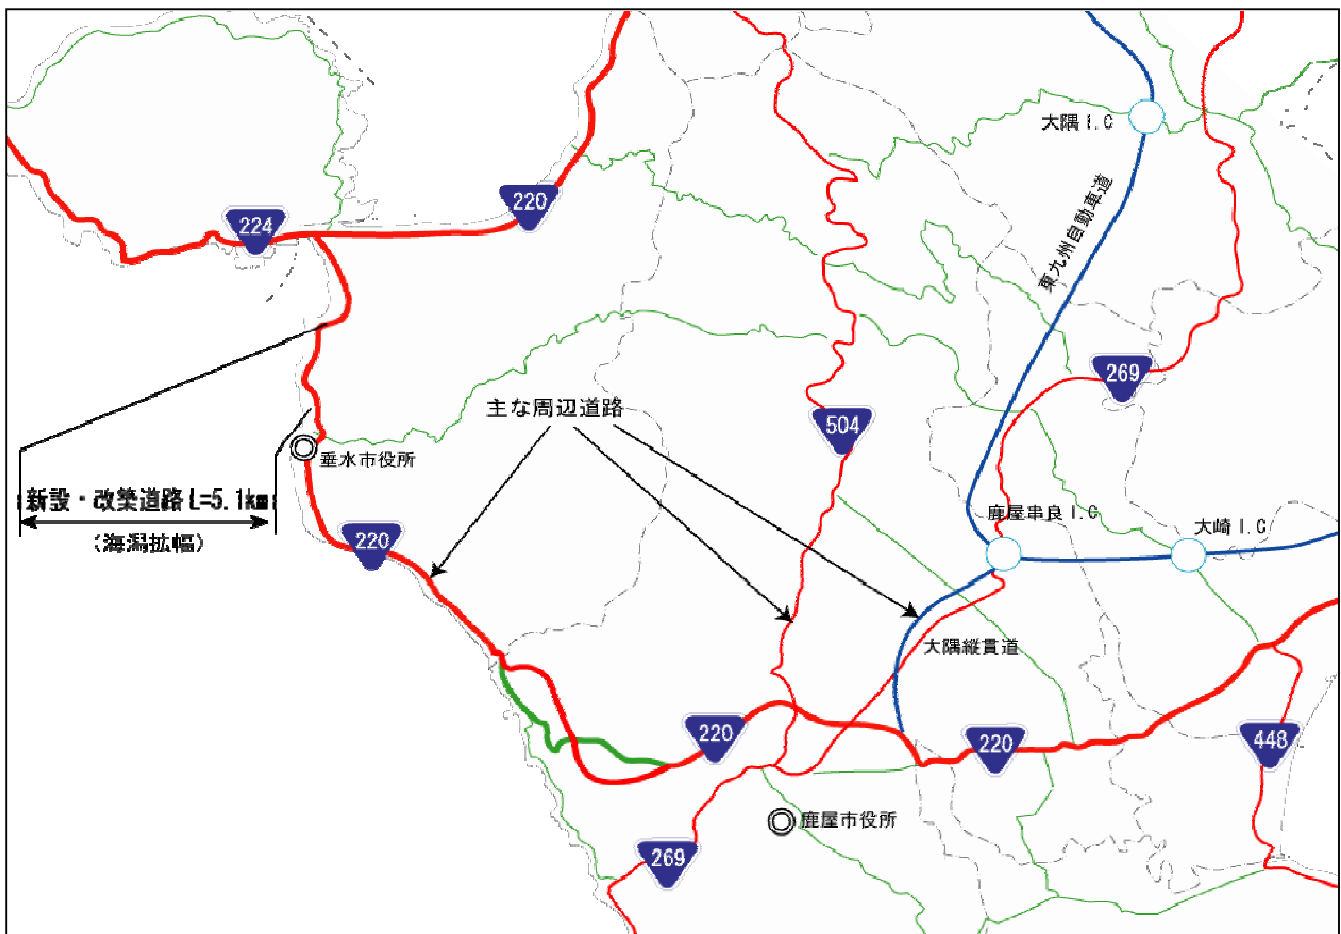 大隅 I.C
東九州自動車道
220
224
269
主な周辺道路
504
垂水市役所
新設・改築道路 L=5.1km
(海潟拡幅)
鹿屋串良 I.C
大崎 I.C
220
大隅縦貫道
220
220
448
鹿屋市役所
269